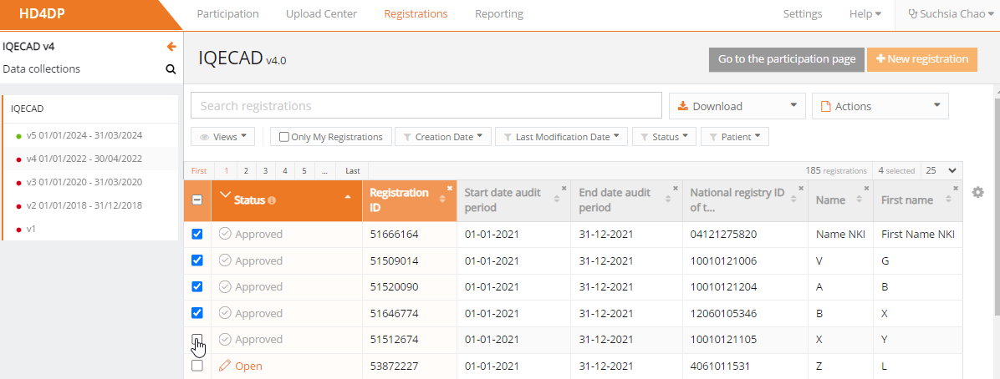 HD4DP
Participation Upload Center Registrations Reporting Settings Help Suchsia Chao
IQECAD v4
Data collections
IQECAD
v5 01/01/2024 - 31/03/2024
v4 01/01/2022 - 30/04/2022
v3 01/01/2020 - 31/03/2020
v2 01/01/2018 - 31/12/2018
v1
IQECAD v4.0
Go to the participation page
+ New registration
Search registrations
Download
Actions
Views Only My Registrations Creation Date Last Modification Date Status Patient
First 1 2 3 4 5 ... Last 185 registrations 4 selected 25
Status Registration ID Start date audit period End date audit period National registry ID of t... Name First name
Approved 51666164 01-01-2021 31-12-2021 04121275820 Name NKI First Name NKI
Approved 51509014 01-01-2021 31-12-2021 10010121006 V G
Approved 51520090 01-01-2021 31-12-2021 10010121204 A B
Approved 51646774 01-01-2021 31-12-2021 12060105346 B X
Approved 51512674 01-01-2021 31-12-2021 10010121105 X Y
Open 53872227 01-01-2021 31-12-2021 4061011531 Z L